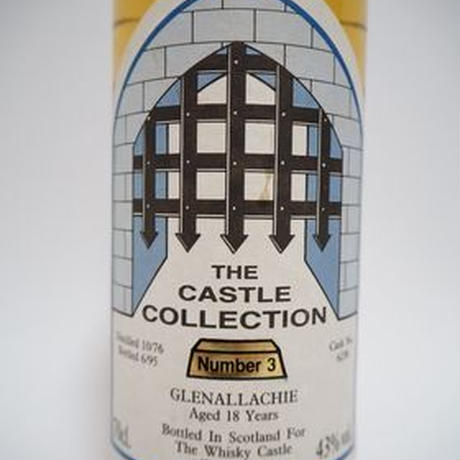 THE
CASTLE
COLLECTION
Distilled 10/76
Bottled 6/95
Cask No.
Number 3
GLENALLACHIE
Aged 18 Years
Bottled In Scotland For
The Whisky Castle
70cl.
43% vol.